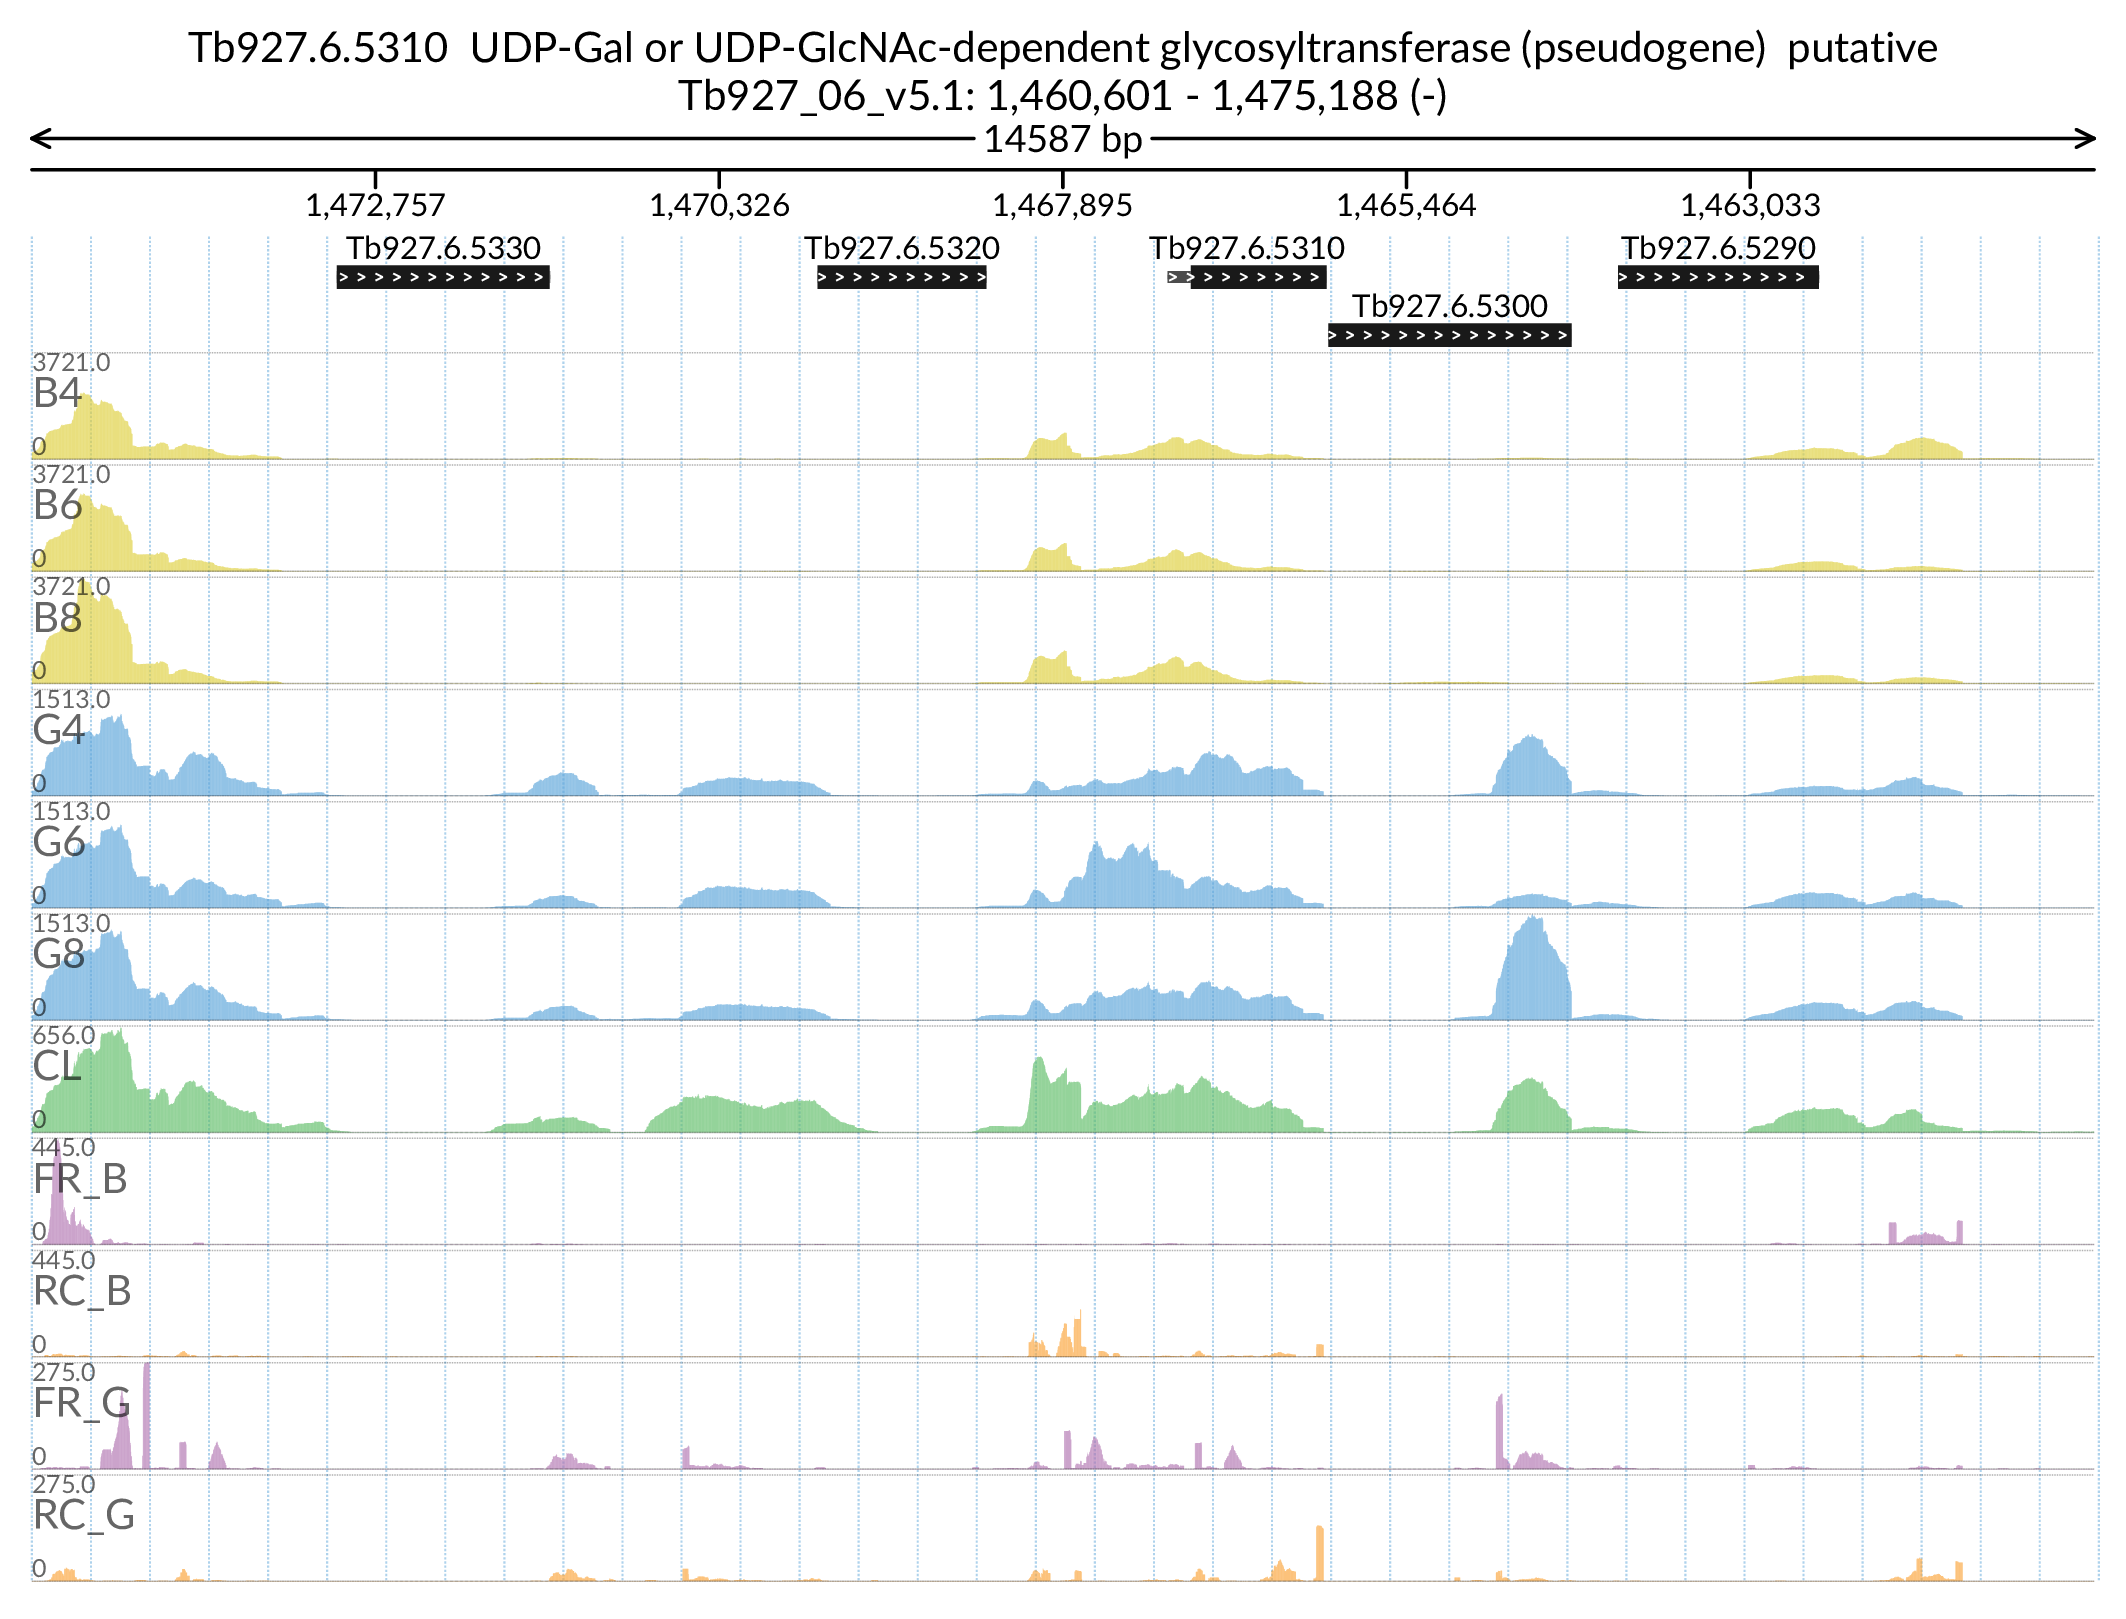 Tb927.6.5310 UDP-Gal or UDP-GlcNAc-dependent glycosyltransferase (pseudogene) putative
Tb927_06_v5.1: 1,460,601 - 1,475,188 (-)
14587 bp
1,472,757 1,470,326 1,467,895 1,465,464 1,463,033
Tb927.6.5330 Tb927.6.5320 Tb927.6.5310 Tb927.6.5290
Tb927.6.5300
3721.0
B4
0
3721.0
B6
0
3721.0
B8
0
1513.0
G4
0
1513.0
G6
0
1513.0
G8
0
656.0
CL
0
445.0
FR_B
0
445.0
RC_B
0
275.0
FR_G
0
275.0
RC_G
0